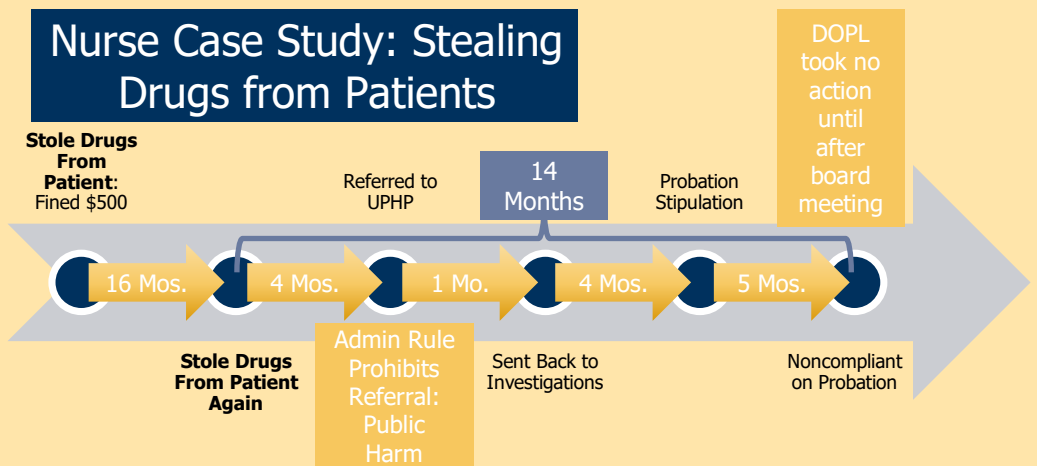 Nurse Case Study: Stealing
Drugs from Patients
DOPL
took no
action
until
after
board
meeting
Stole Drugs
From
Patient:
Fined $500
Referred to
UPHP
14
Months
Probation
Stipulation
16 Mos.
4 Mos.
1 Mo.
4 Mos.
5 Mos.
Stole Drugs
From Patient
Again
Admin Rule
Prohibits
Referral:
Public
Harm
Sent Back to
Investigations
Noncompliant
on Probation